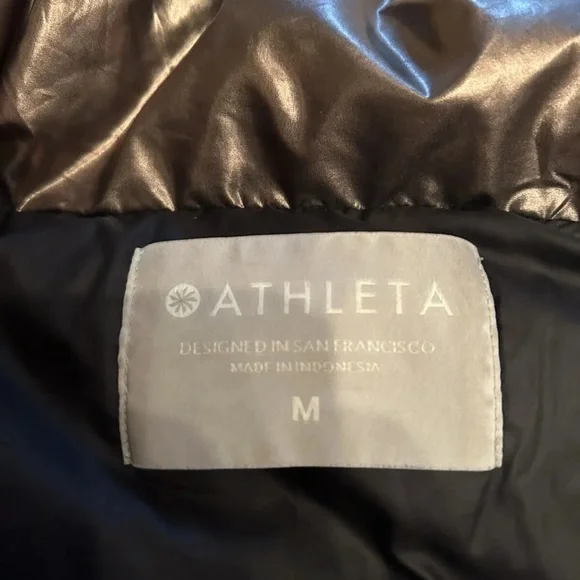 ATHLETA
DESIGNED IN SAN FRANCISCO
MADE IN INDONESIA
M